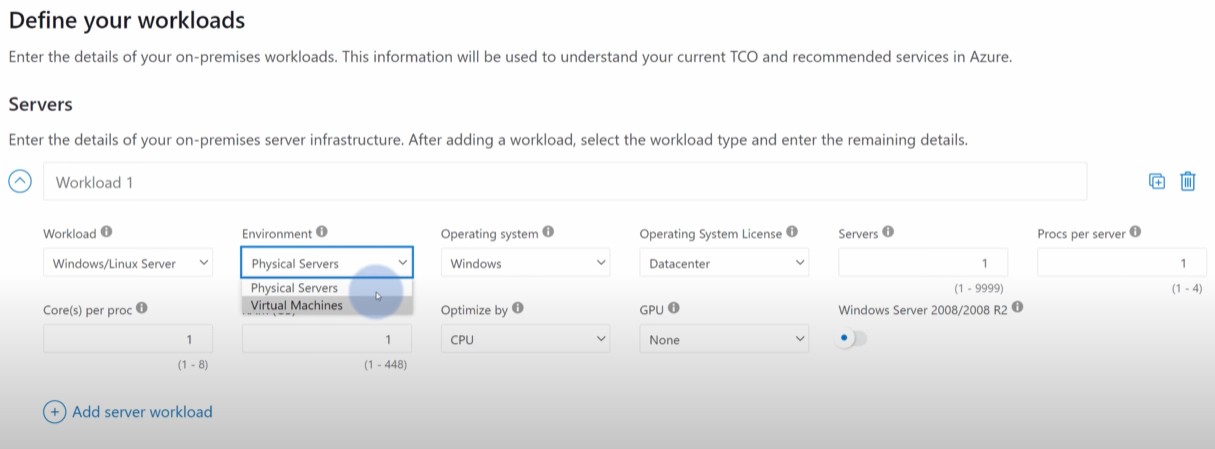 Define your workloads
Enter the details of your on-premises workloads. This information will be used to understand your current TCO and recommended services in Azure.
Servers
Enter the details of your on-premises server infrastructure. After adding a workload, select the workload type and enter the remaining details.
Workload 1
Workload Environment Operating system Operating System License Servers Procs per server
Windows/Linux Server Physical Servers Windows Datacenter 1 1
Physical Servers (1 - 9999) (1 - 4)
Virtual Machines
Core(s) per proc Optimize by GPU Windows Server 2008/2008 R2
1 1 CPU None
(1 - 8) (1 - 448)
Add server workload